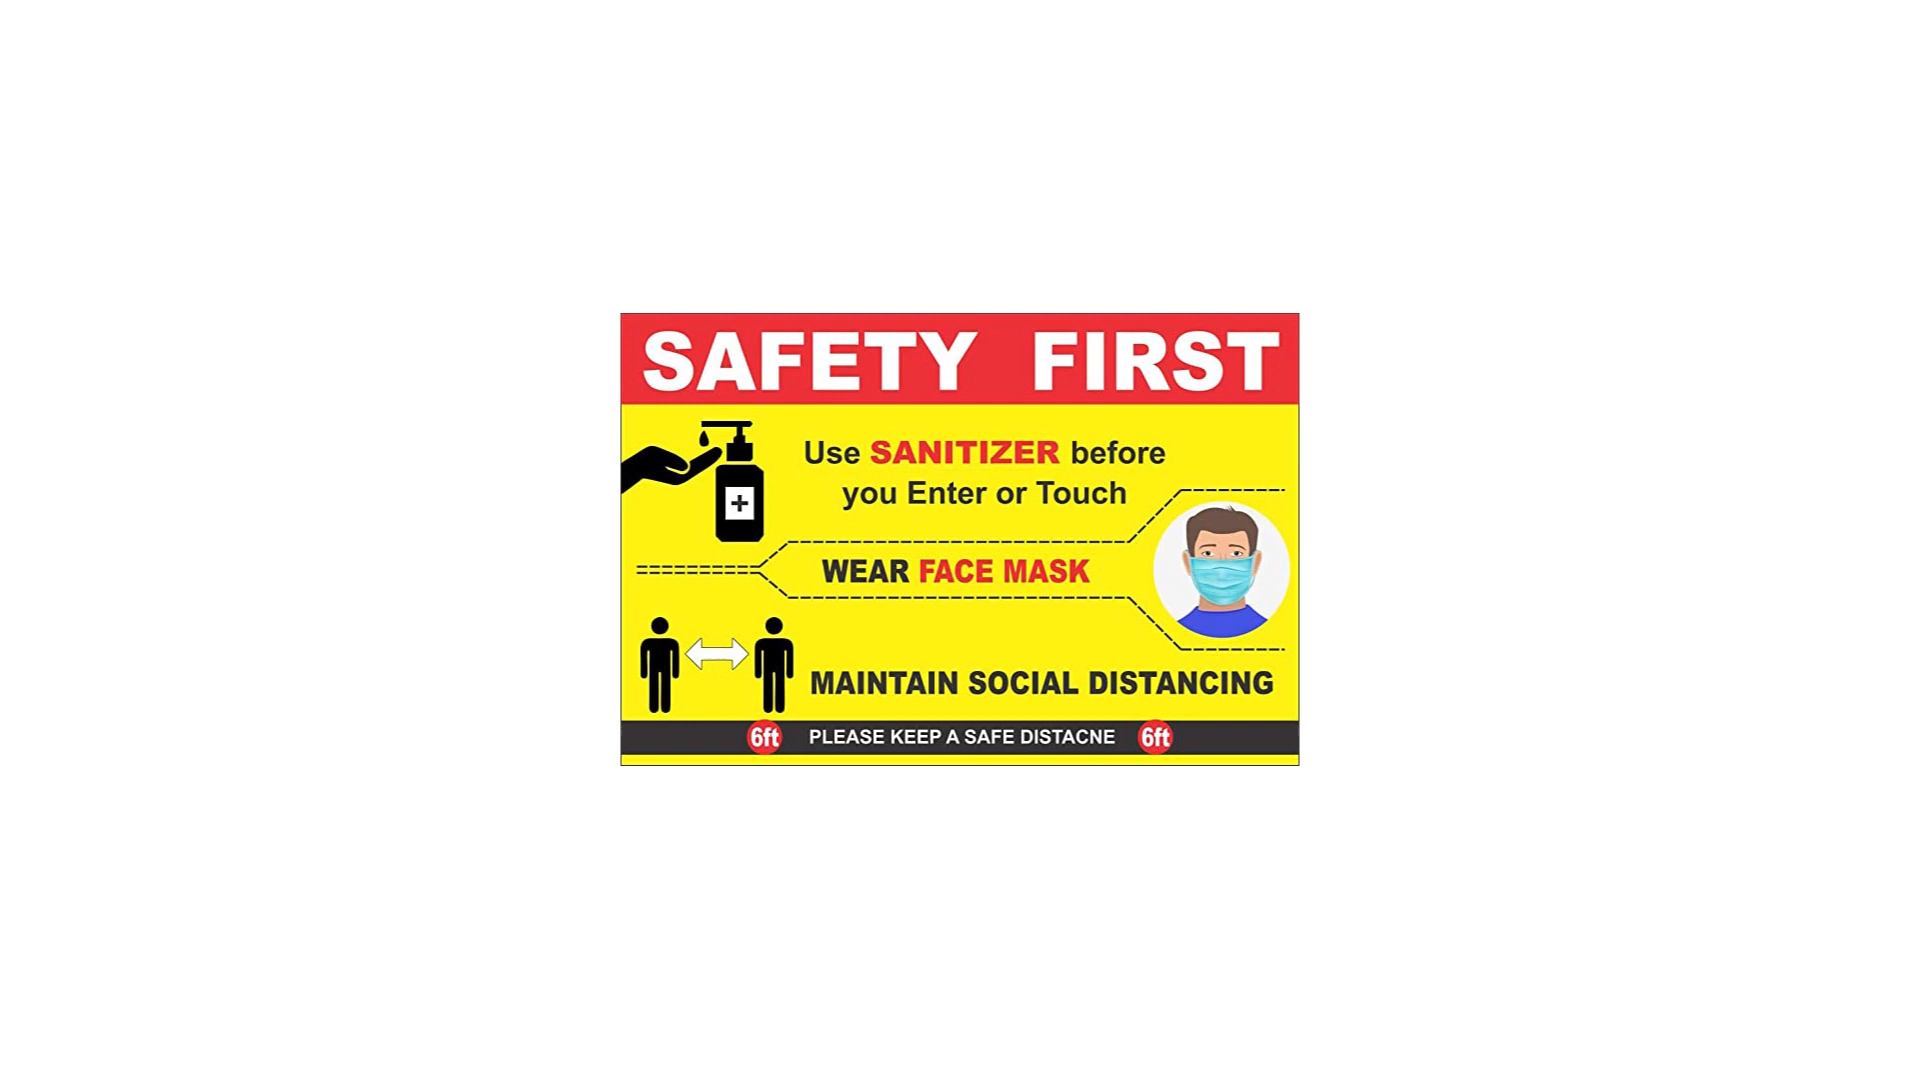 SAFETY FIRST
Use SANITIZER before
you Enter or Touch
WEAR FACE MASK
MAINTAIN SOCIAL DISTANCING
6ft PLEASE KEEP A SAFE DISTACNE 6ft